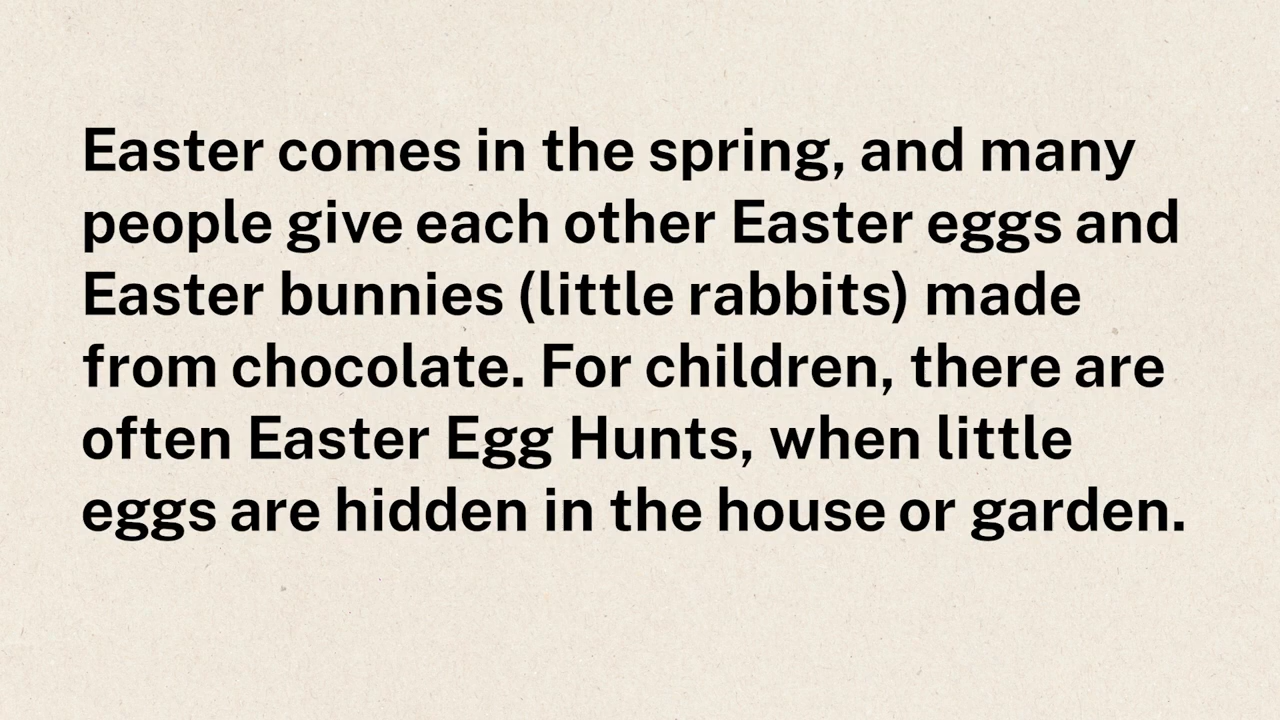 Easter comes in the spring, and many
people give each other Easter eggs and
Easter bunnies (little rabbits) made
from chocolate. For children, there are
often Easter Egg Hunts, when little
eggs are hidden in the house or garden.